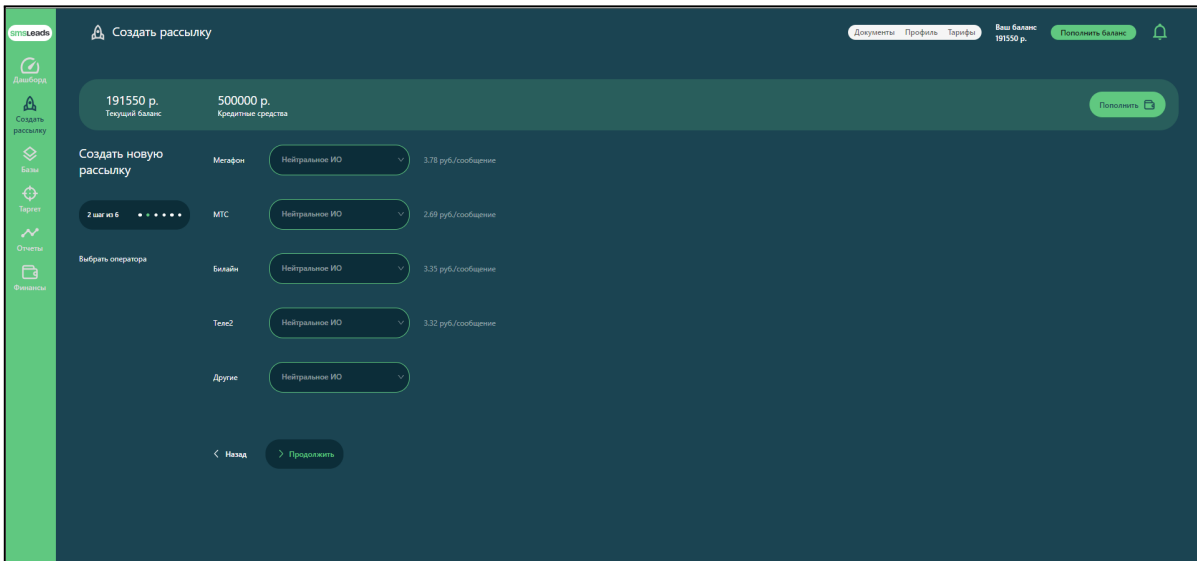 smsLeads
Создать рассылку
Документы Профиль Тарифы
Ваш баланс
191550 р.
Пополнить баланс
Дашборд
Создать
рассылку
Базы
Таргет
Отчеты
Финансы
191550 р.
Текущий баланс
500000 р.
Кредитные средства
Пополнить
Создать новую
рассылку
2 шаг из 6
Выбрать оператора
Мегафон Нейтральное ИО 3.78 руб./сообщение
МТС Нейтральное ИО 2.69 руб./сообщение
Билайн Нейтральное ИО 3.35 руб./сообщение
Теле2 Нейтральное ИО 3.32 руб./сообщение
Другие Нейтральное ИО
Назад Продолжить